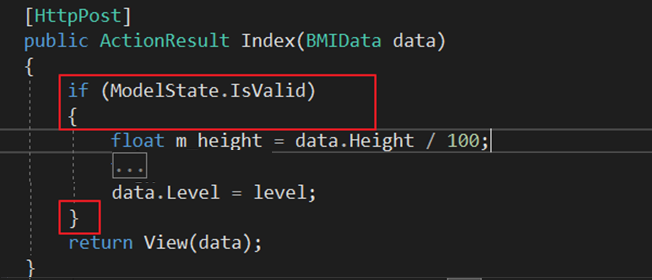 [HttpPost]
public ActionResult Index(BMIData data)
{
if (ModelState.IsValid)
{
float m height = data.Height / 100;
...
data.Level = level;
}
return View(data);
}